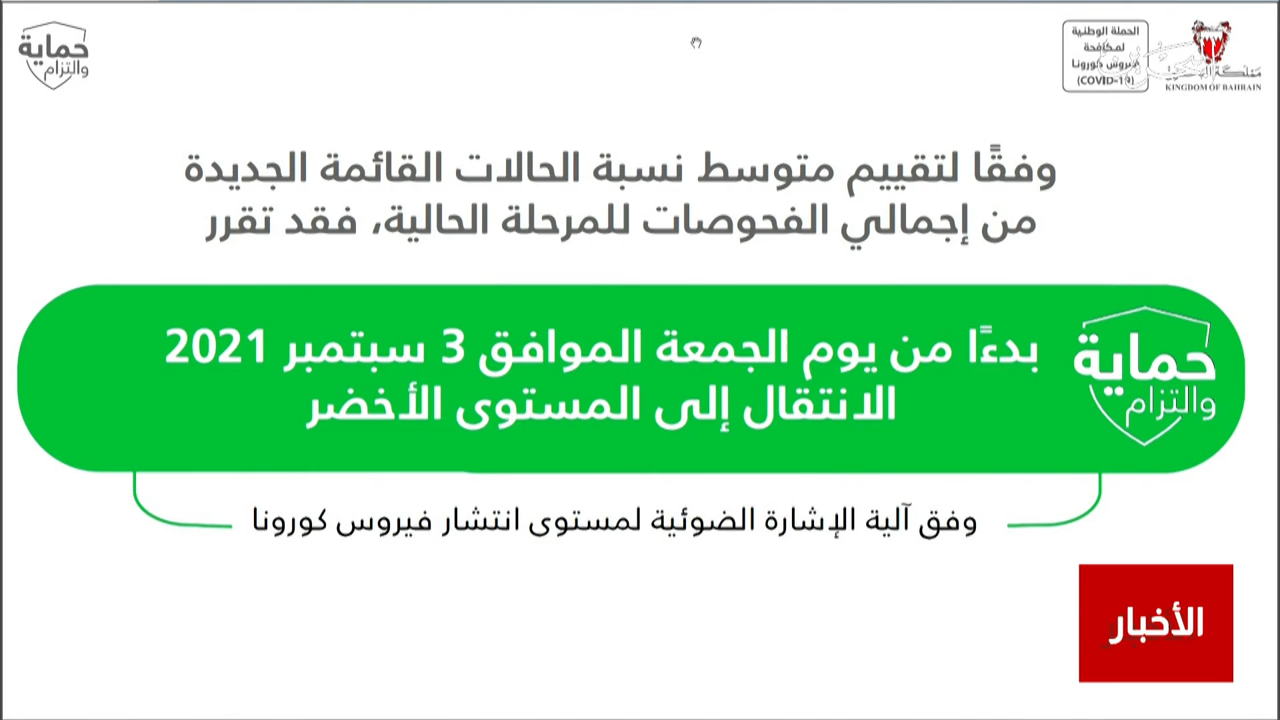 الحملة الوطنية
لمكافحة
فيروس كورونا
(COVID-19)
مملكة البحرين
KINGDOM OF BAHRAIN
حماية
والتزام
وفقًا لتقييم متوسط نسبة الحالات القائمة الجديدة
من إجمالي الفحوصات للمرحلة الحالية، فقد تقرر
حماية
والتزام
بدءًا من يوم الجمعة الموافق 3 سبتمبر 2021
الانتقال إلى المستوى الأخضر
وفق آلية الإشارة الضوئية لمستوى انتشار فيروس كورونا
الأخبار